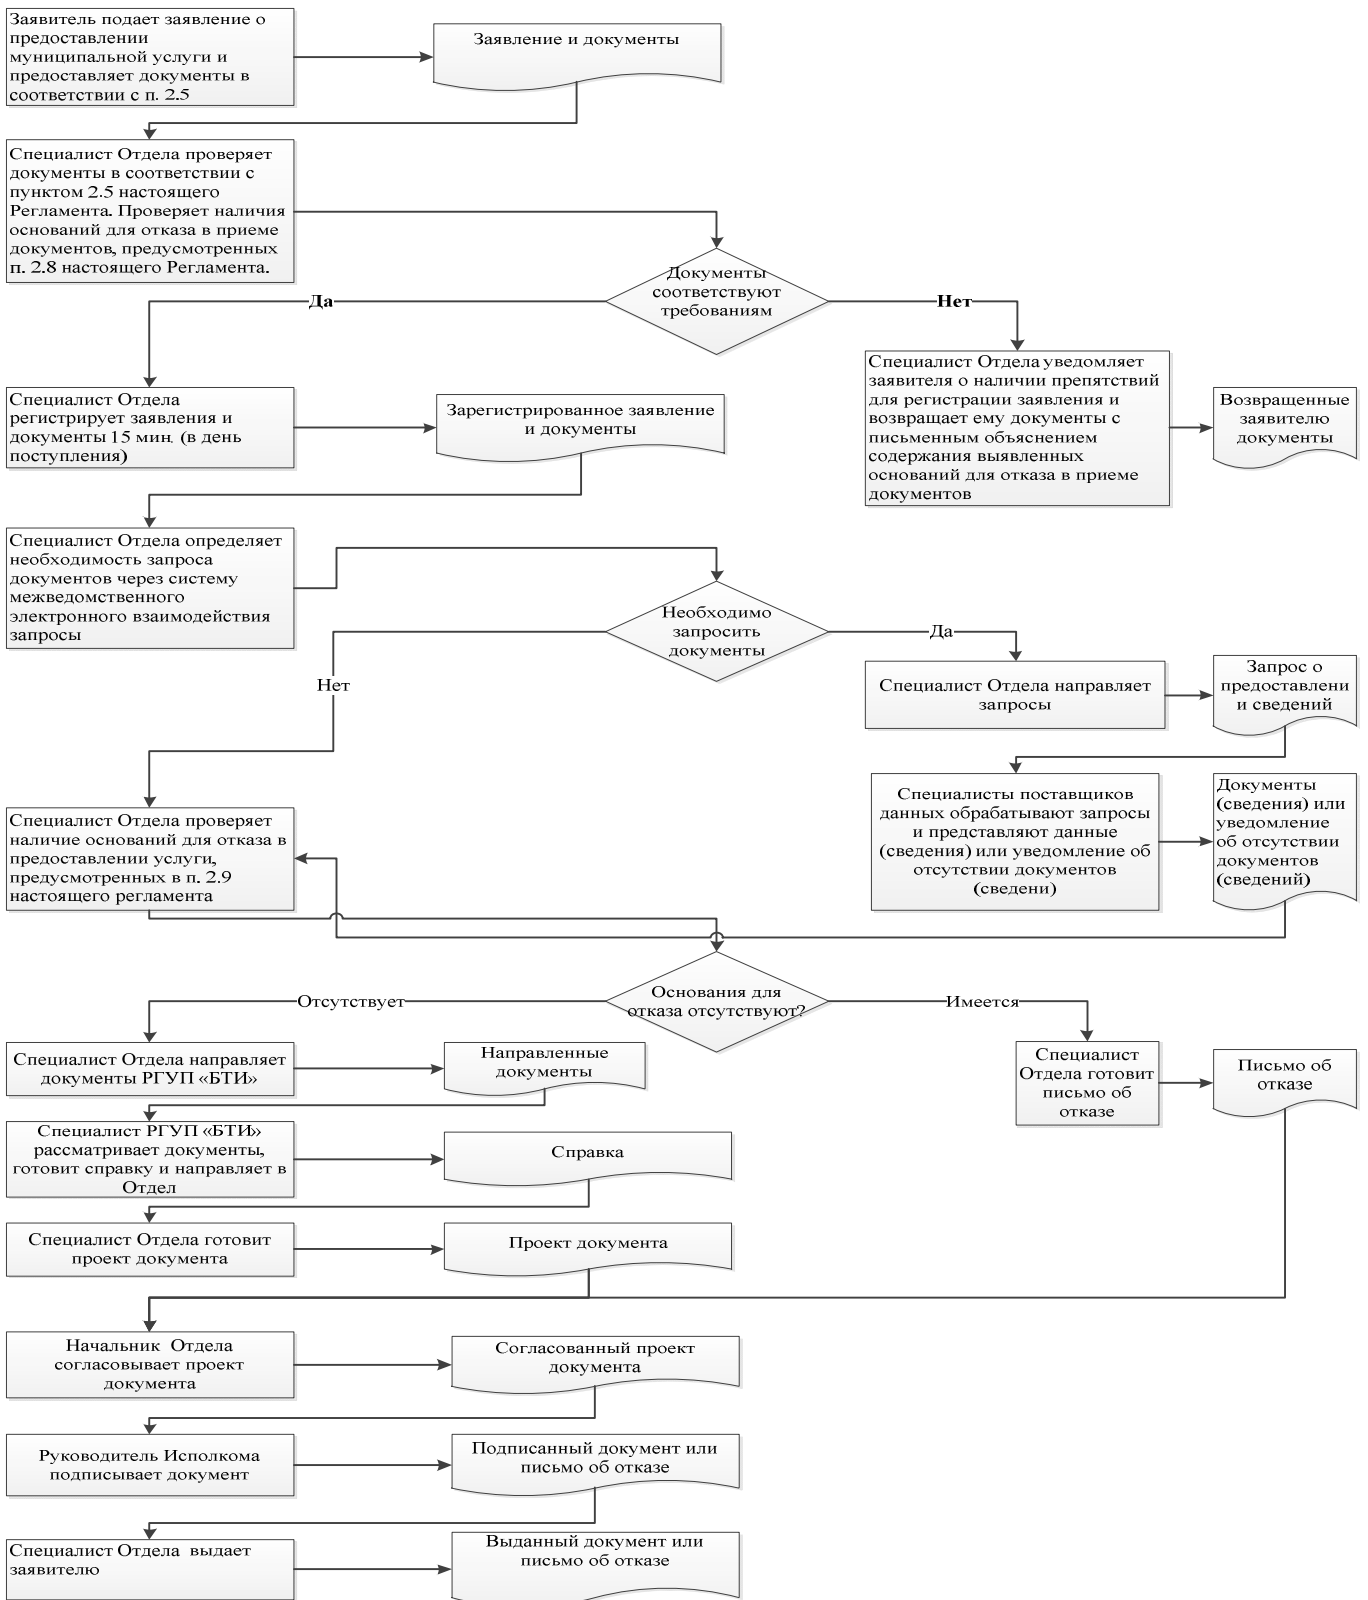 Заявитель подает заявление о
предоставлении
муниципальной услуги и
предоставляет документы в
соответствии с п. 2.5
Заявление и документы
Специалист Отдела проверяет
документы в соответствии с
пунктом 2.5 настоящего
Регламента. Проверяет наличия
оснований для отказа в приеме
документов, предусмотренных
п. 2.8 настоящего Регламента.
Документы
соответствуют
требованиям
Да
Нет
Специалист Отдела уведомляет
заявителя о наличии препятствий
для регистрации заявления и
возвращает ему документы с
письменным объяснением
содержания выявленных
оснований для отказа в приеме
документов
Возвращенные
заявителю
документы
Специалист Отдела
регистрирует заявления и
документы 15 мин. (в день
поступления)
Зарегистрированное заявление
и документы
Специалист Отдела определяет
необходимость запроса
документов через систему
межведомственного
электронного взаимодействия
запросы
Необходимо
запросить
документы
Да
Нет
Специалист Отдела направляет
запросы
Запрос о
предоставлени
и сведений
Специалисты поставщиков
данных обрабатывают запросы
и представляют данные
(сведения) или уведомление об
отсутствии документов
(сведени)
Документы
(сведения) или
уведомление
об отсутствии
документов
(сведений)
Специалист Отдела проверяет
наличие оснований для отказа в
предоставлении услуги,
предусмотренных в п. 2.9
настоящего регламента
Основания для
отказа отсутствуют?
Отсутствует
Имеется
Специалист Отдела направляет
документы РГУП «БТИ»
Направленные
документы
Специалист
Отдела готовит
письмо об
отказе
Письмо об
отказе
Специалист РГУП «БТИ»
рассматривает документы,
готовит справку и направляет в
Отдел
Справка
Специалист Отдела готовит
проект документа
Проект документа
Начальник Отдела
согласовывает проект
документа
Согласованный проект
документа
Руководитель Исполкома
подписывает документ
Подписанный документ или
письмо об отказе
Специалист Отдела выдает
заявителю
Выданный документ или
письмо об отказе